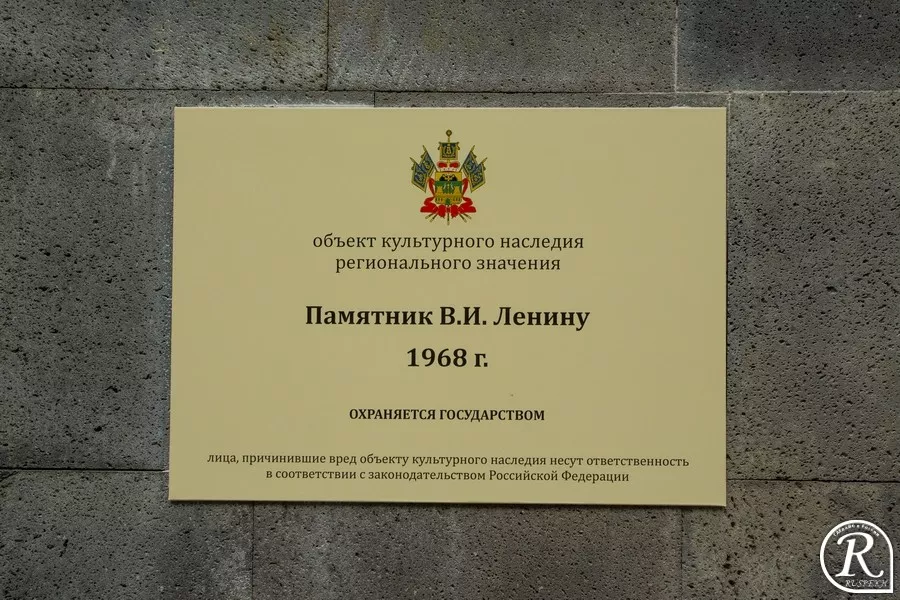 объект культурного наследия
регионального значения
Памятник В.И. Ленину
1968 г.
ОХРАНЯЕТСЯ ГОСУДАРСТВОМ
лица, причинившие вред объекту культурного наследия несут ответственность
в соответствии с законодательством Российской Федерации
R
RUSPEKH